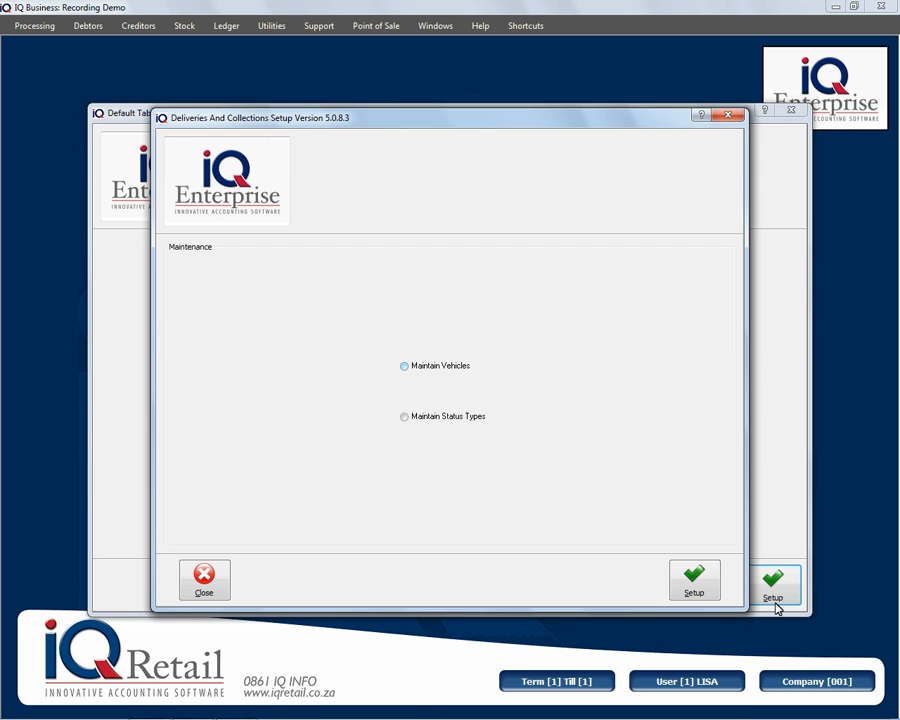 IQ Business: Recording Demo
Processing Debtors Creditors Stock Ledger Utilities Support Point of Sale Windows Help Shortcuts
iQ
Enterprise
INNOVATIVE ACCOUNTING SOFTWARE
Default Tab
Deliveries And Collections Setup Version 5.0.8.3
iQ
Enterprise
INNOVATIVE ACCOUNTING SOFTWARE
Maintenance
Maintain Vehicles
Maintain Status Types
Close
Setup
Setup
iQ Retail
INNOVATIVE ACCOUNTING SOFTWARE
0861 IQ INFO
www.iqretail.co.za
Term [1] Till [1]
User [1] LISA
Company [001]